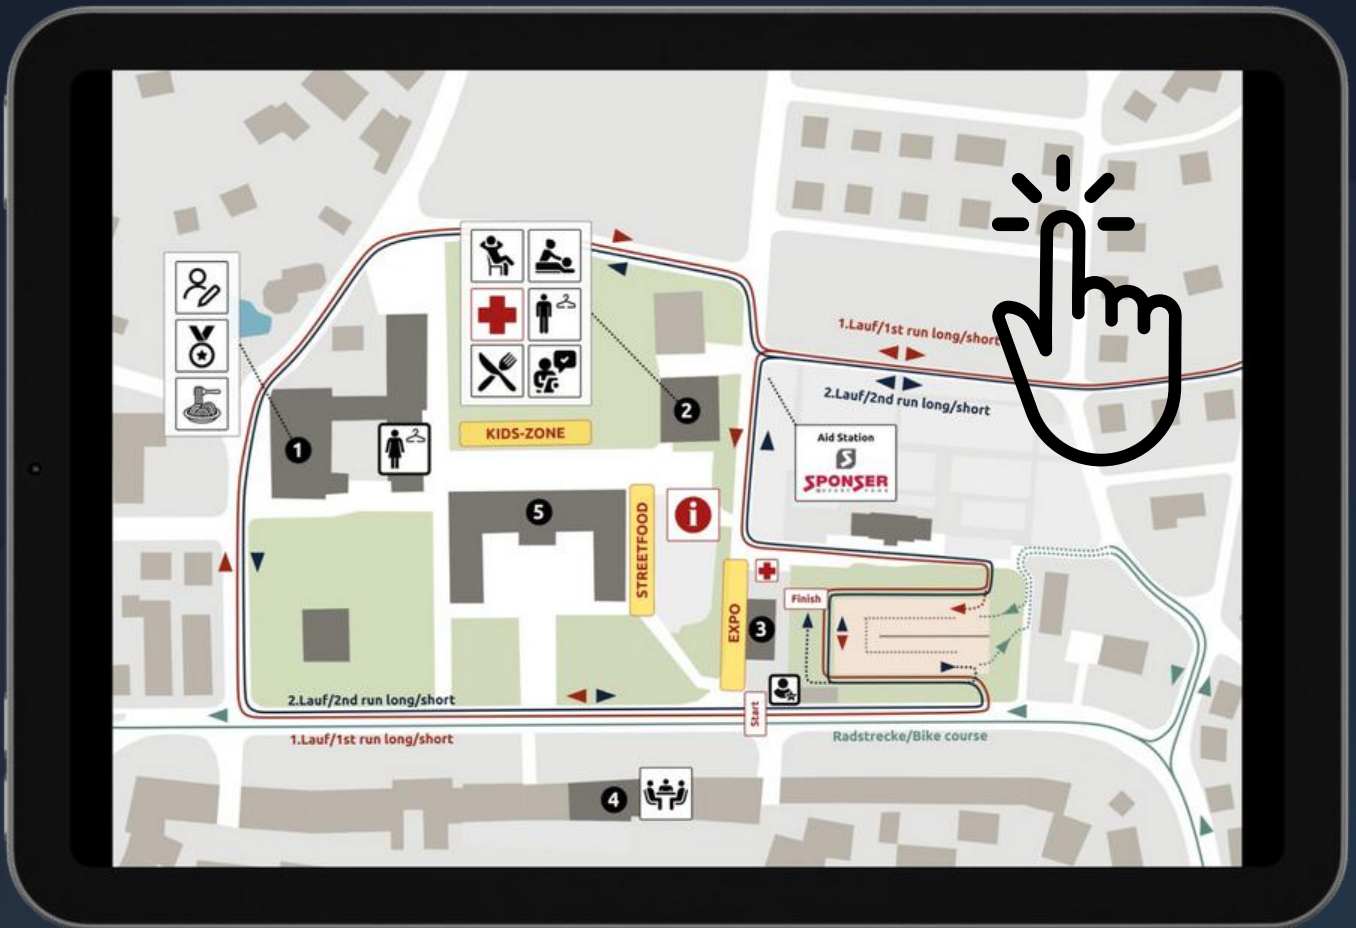 1.Lauf/1st run long/short
2.Lauf/2nd run long/short
2
KIDS-ZONE
1
Aid Station
S
SPONSER
5
STREETFOOD
i
EXPO
3
Finish
2.Lauf/2nd run long/short
Start
1.Lauf/1st run long/short
Radstrecke/Bike course
4